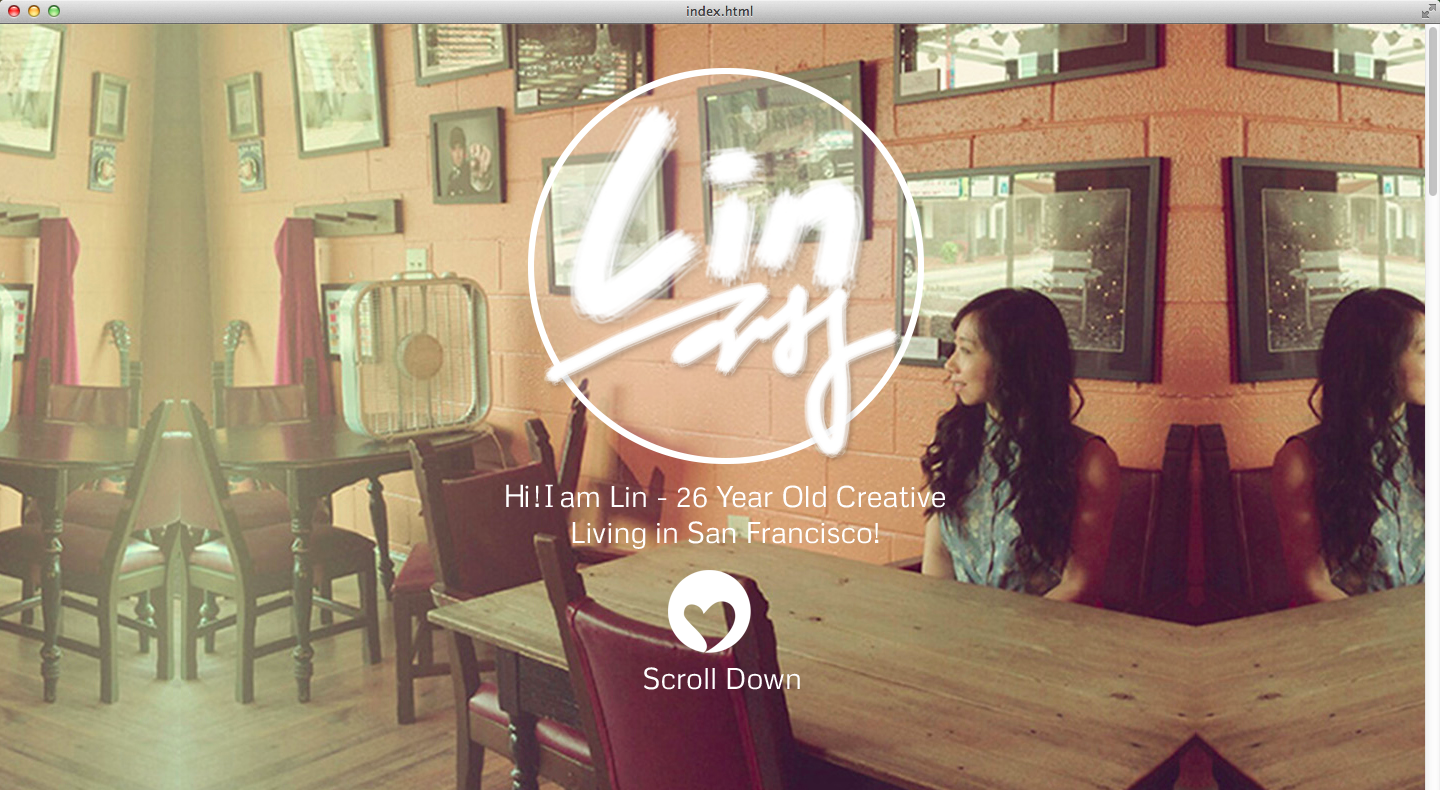 index.html
Lin
Hi!I am Lin - 26 Year Old Creative
Living in San Francisco!
Scroll Down